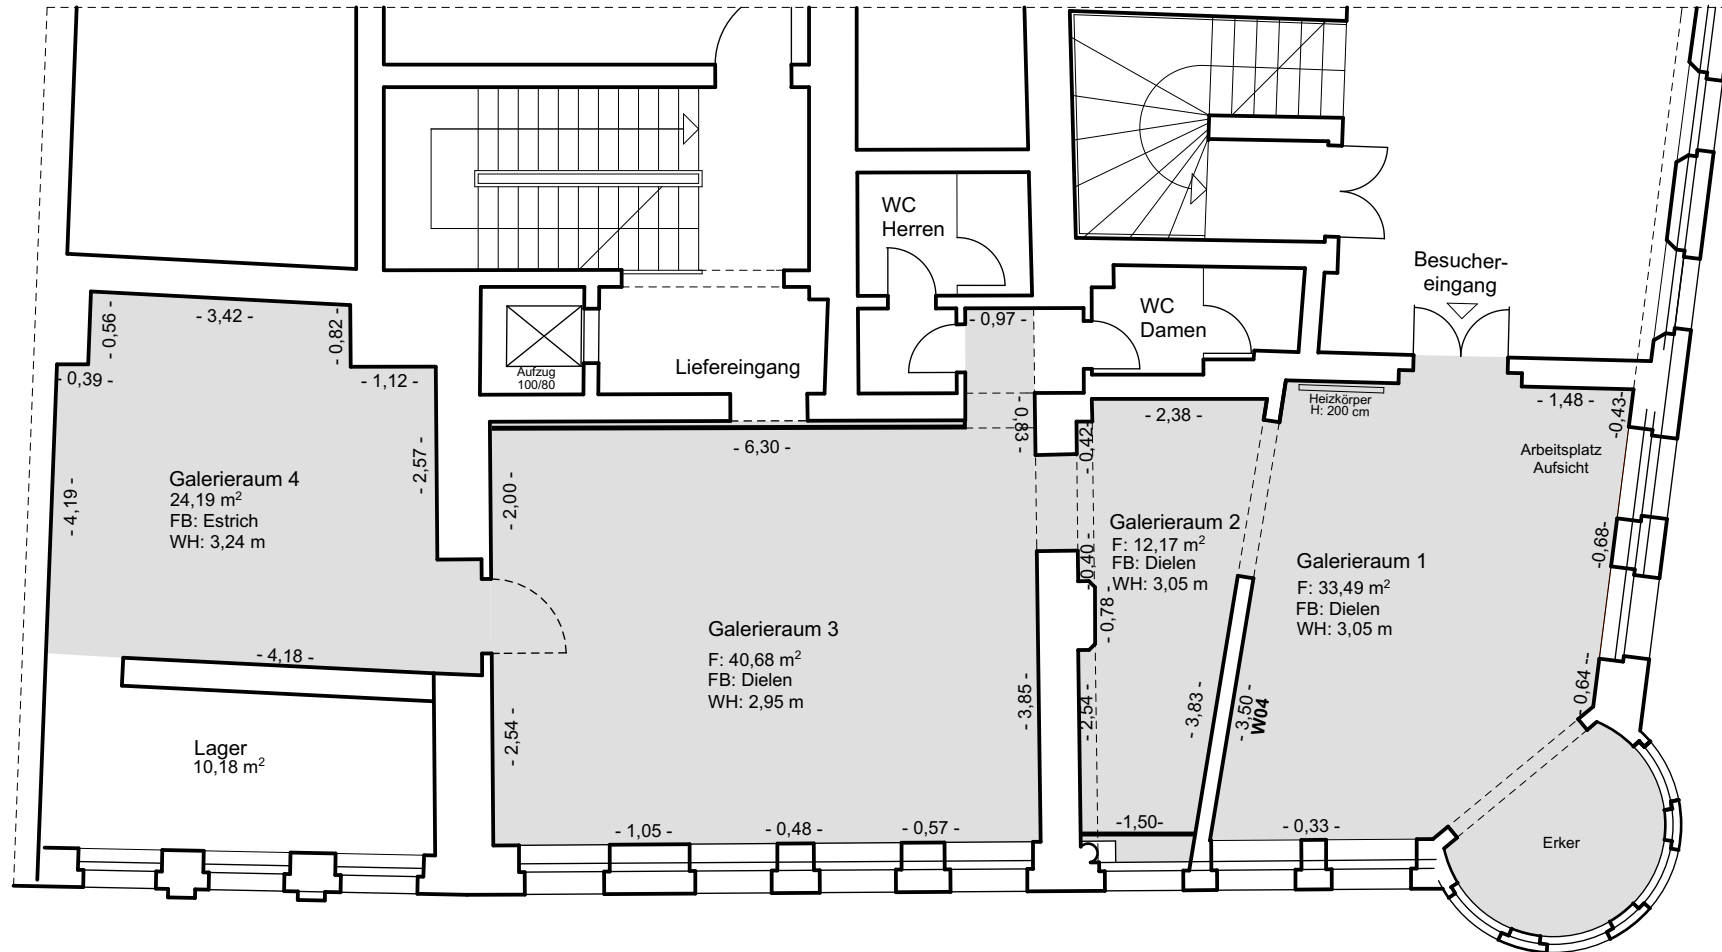 WC
Herren
Besucher-
eingang
WC
Damen
- 0,97 -
Liefereingang
Aufzug
100/80
- 3,42 -
- 0,56 -
- 0,82 -
- 0,39 -
- 1,12 -
Galerieraum 4
24,19 m²
FB: Estrich
WH: 3,24 m
- 4,19 -
- 2,57 -
- 4,18 -
Lager
10,18 m²
- 6,30 -
- 2,00 -
- 0,83 -
Galerieraum 3
F: 40,68 m²
FB: Dielen
WH: 2,95 m
- 2,54 -
- 3,85 -
- 1,05 -
- 0,48 -
- 0,57 -
- 2,38 -
- 0,42 -
Galerieraum 2
F: 12,17 m²
FB: Dielen
WH: 3,05 m
- 0,40 -
- 0,78 -
- 2,54 -
- 3,83 -
-1,50-
Heizkörper
H: 200 cm
- 1,48 -
-0,43-
Arbeitsplatz
Aufsicht
Galerieraum 1
F: 33,49 m²
FB: Dielen
WH: 3,05 m
-0,68-
- 0,64 --
- 3,50 -
W04
- 0,33 -
Erker